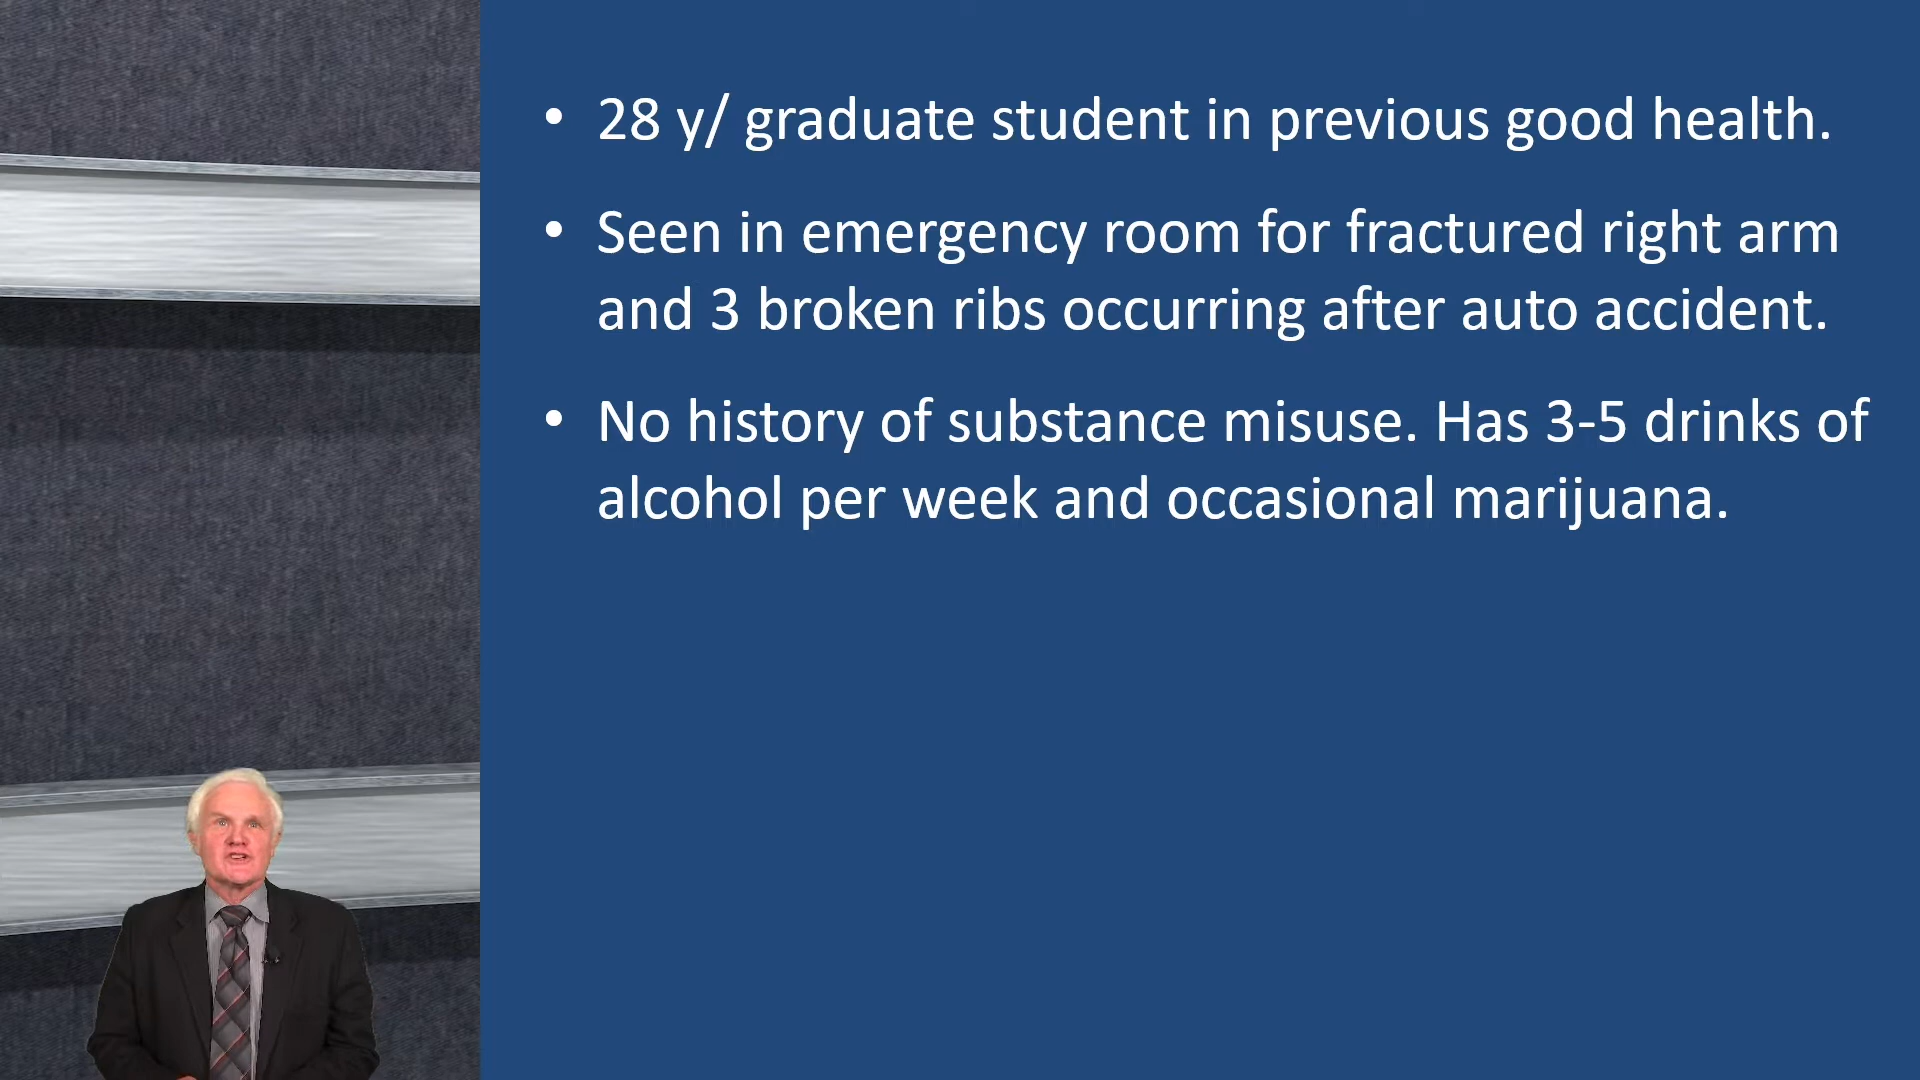 • 28 y/ graduate student in previous good health.
• Seen in emergency room for fractured right arm
and 3 broken ribs occurring after auto accident.
• No history of substance misuse. Has 3-5 drinks of
alcohol per week and occasional marijuana.